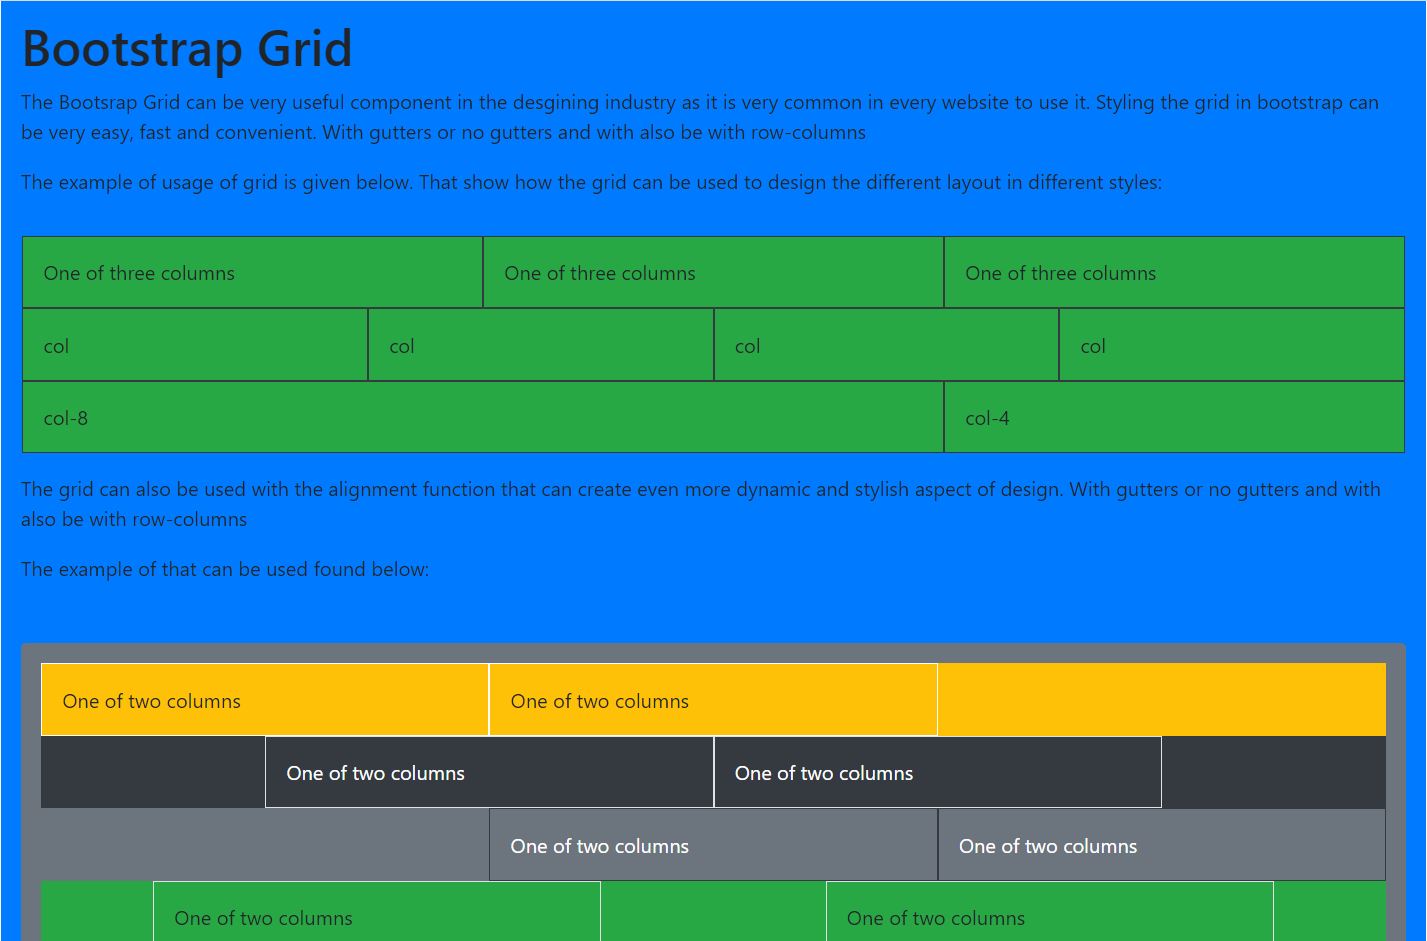 Bootstrap Grid
The Bootsrap Grid can be very useful component in the desgining industry as it is very common in every website to use it. Styling the grid in bootstrap can
be very easy, fast and convenient. With gutters or no gutters and with also be with row-columns
The example of usage of grid is given below. That show how the grid can be used to design the different layout in different styles:
One of three columns One of three columns One of three columns
col col col col
col-8 col-4
The grid can also be used with the alignment function that can create even more dynamic and stylish aspect of design. With gutters or no gutters and with
also be with row-columns
The example of that can be used found below:
One of two columns One of two columns
One of two columns One of two columns
One of two columns One of two columns
One of two columns One of two columns